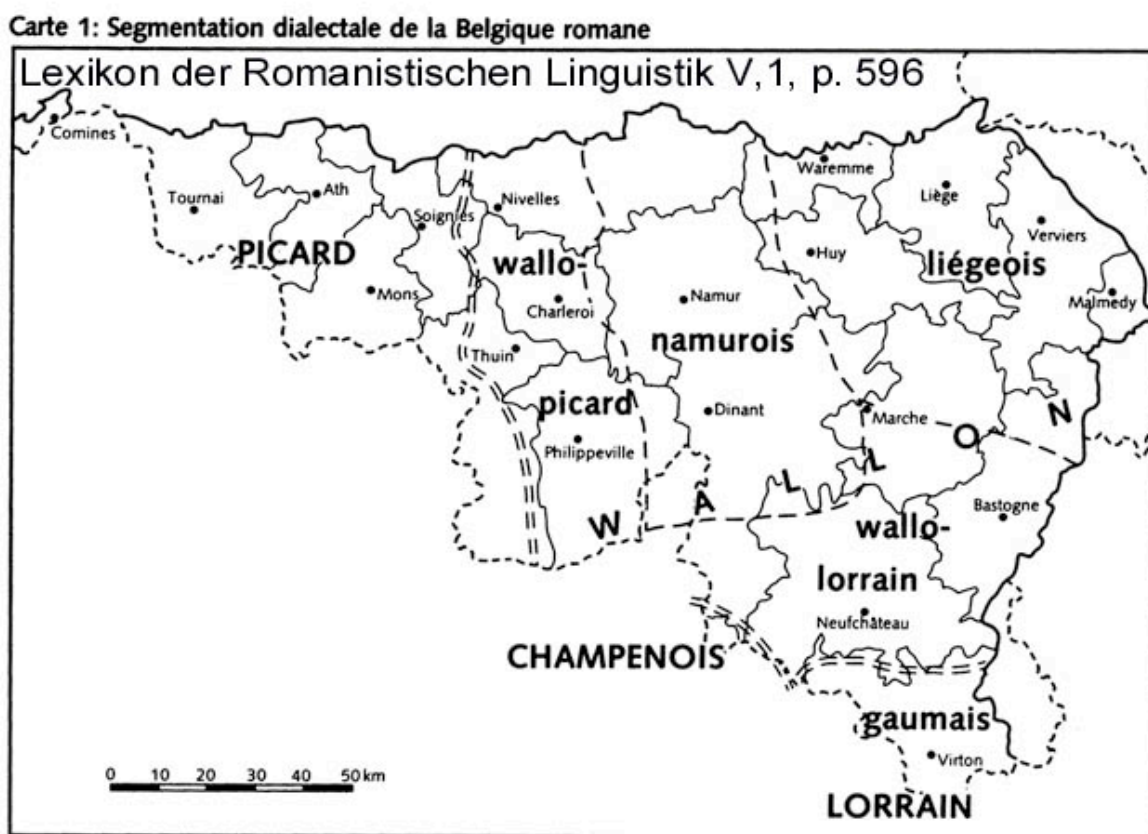 Carte 1: Segmentation dialectale de la Belgique romane
Lexikon der Romanistischen Linguistik V,1, p. 596
Comines
Waremme
Tournai
Ath
Nivelles
Liège
Soignies
Verviers
PICARD
wallo-
Huy
liégeois
Mons
Charleroi
Namur
Malmedy
Thuin
namurois
picard
Dinant
Marche
N
Philippeville
O
L
L
A
W
Bastogne
wallo-
lorrain
Neufchâteau
CHAMPENOIS
gaumais
Virton
0 10 20 30 40 50 km
LORRAIN